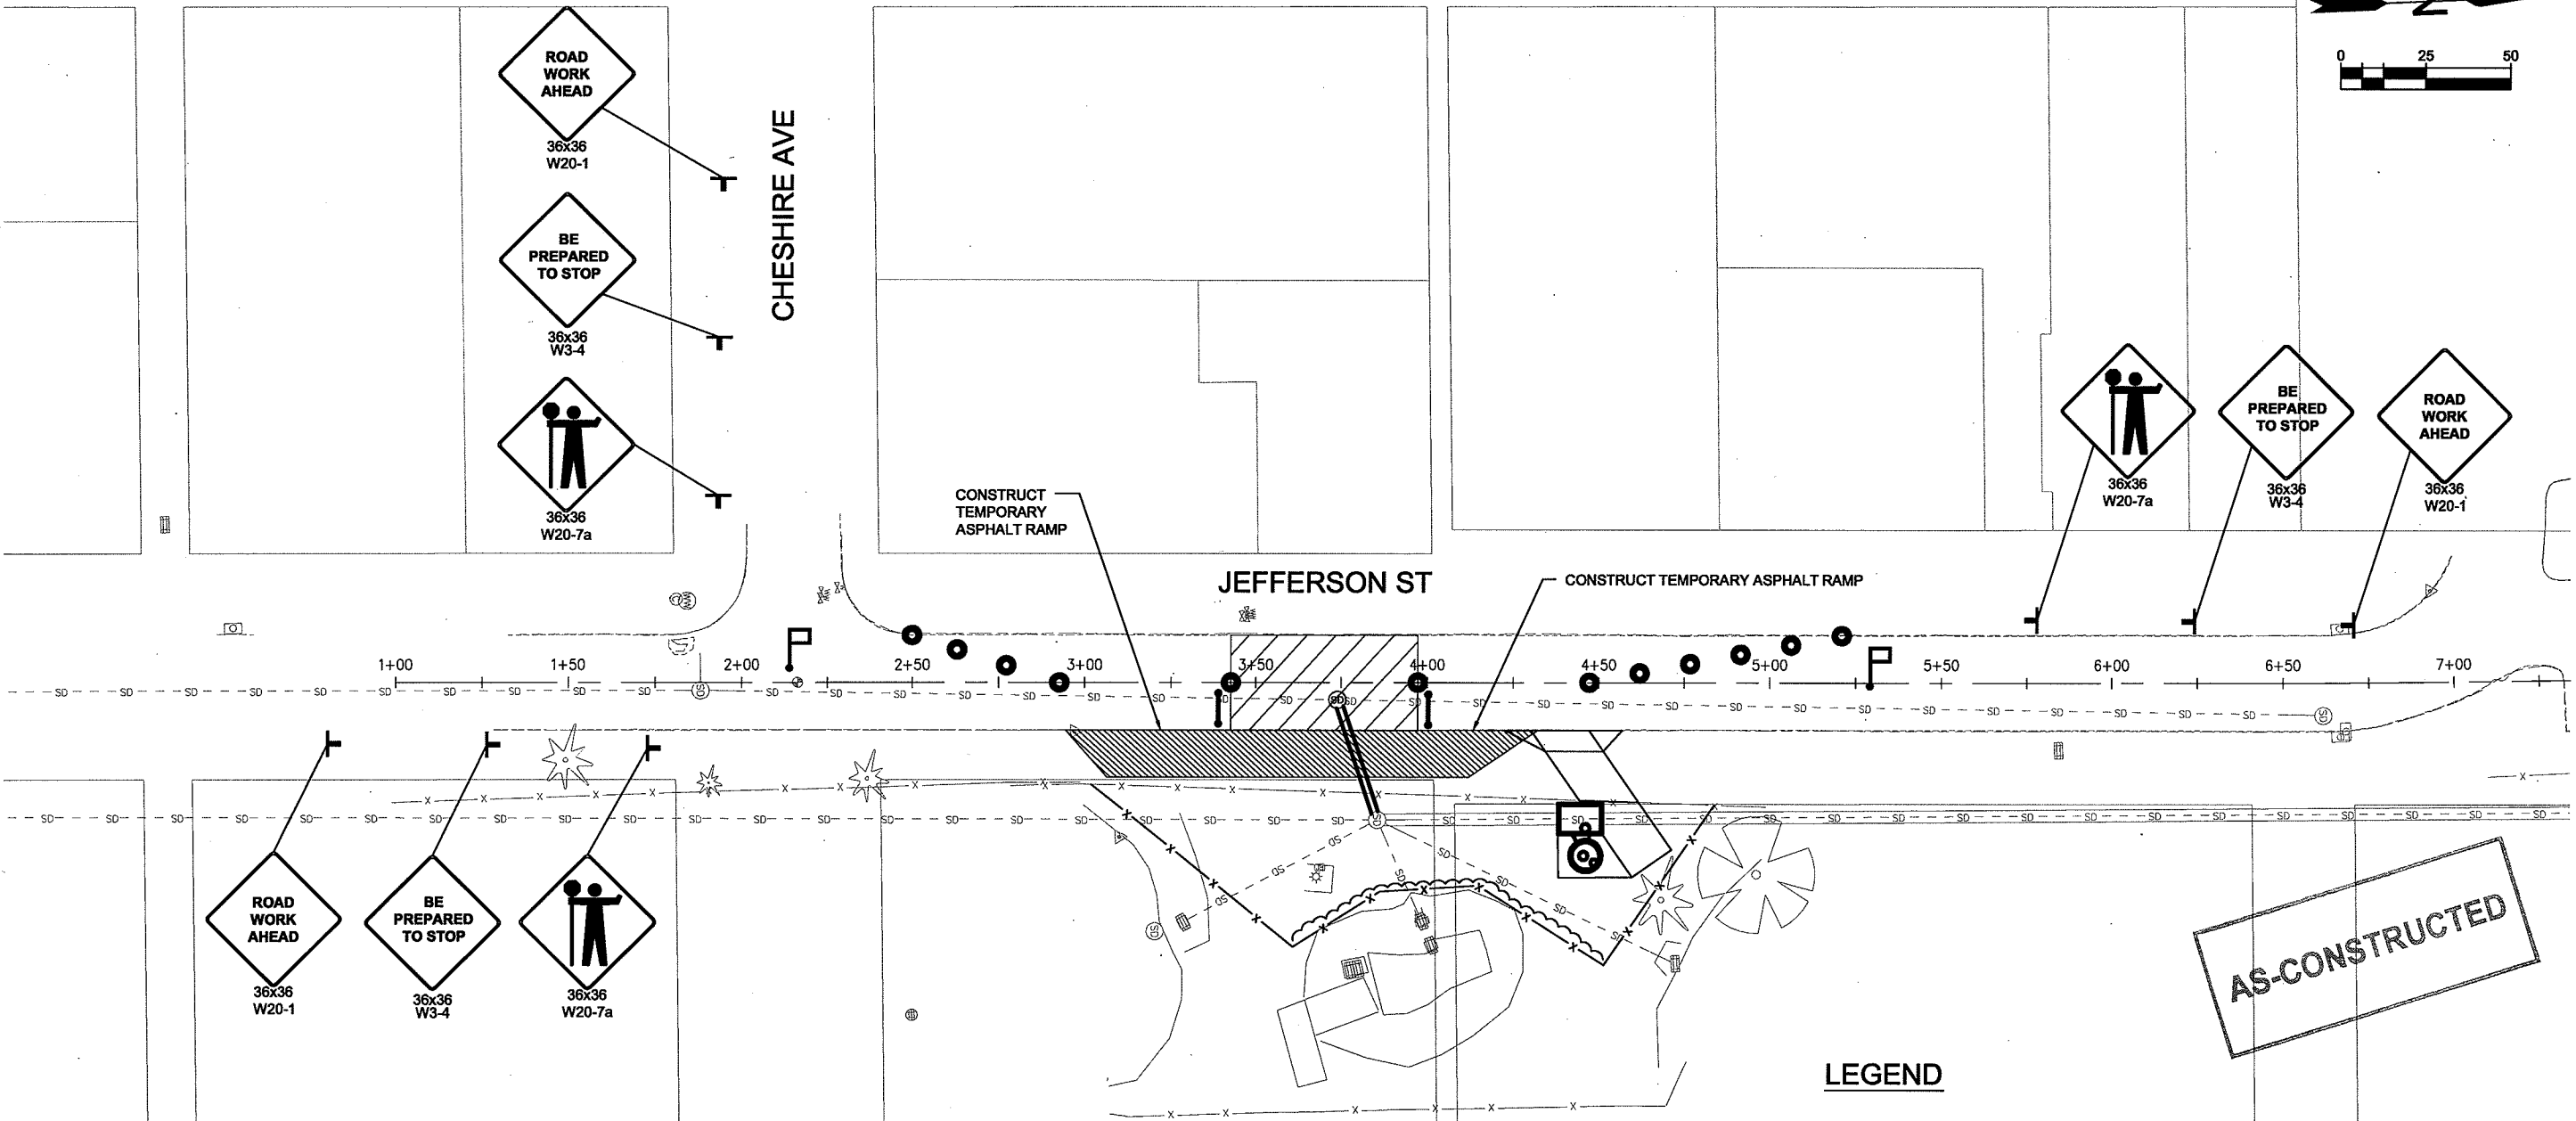 N
0 25 50
ROAD
WORK
AHEAD
36x36
W20-1
BE
PREPARED
TO STOP
36x36
W3-4
36x36
W20-7a
CHESHIRE AVE
CONSTRUCT
TEMPORARY
ASPHALT RAMP
JEFFERSON ST
CONSTRUCT TEMPORARY ASPHALT RAMP
36x36
W20-7a
BE
PREPARED
TO STOP
36x36
W3-4
ROAD
WORK
AHEAD
36x36
W20-1
1+00 1+50 2+00 2+50 3+00 3+50 4+00 4+50 5+00 5+50 6+00 6+50 7+00
ROAD
WORK
AHEAD
36x36
W20-1
BE
PREPARED
TO STOP
36x36
W3-4
36x36
W20-7a
AS-CONSTRUCTED
LEGEND